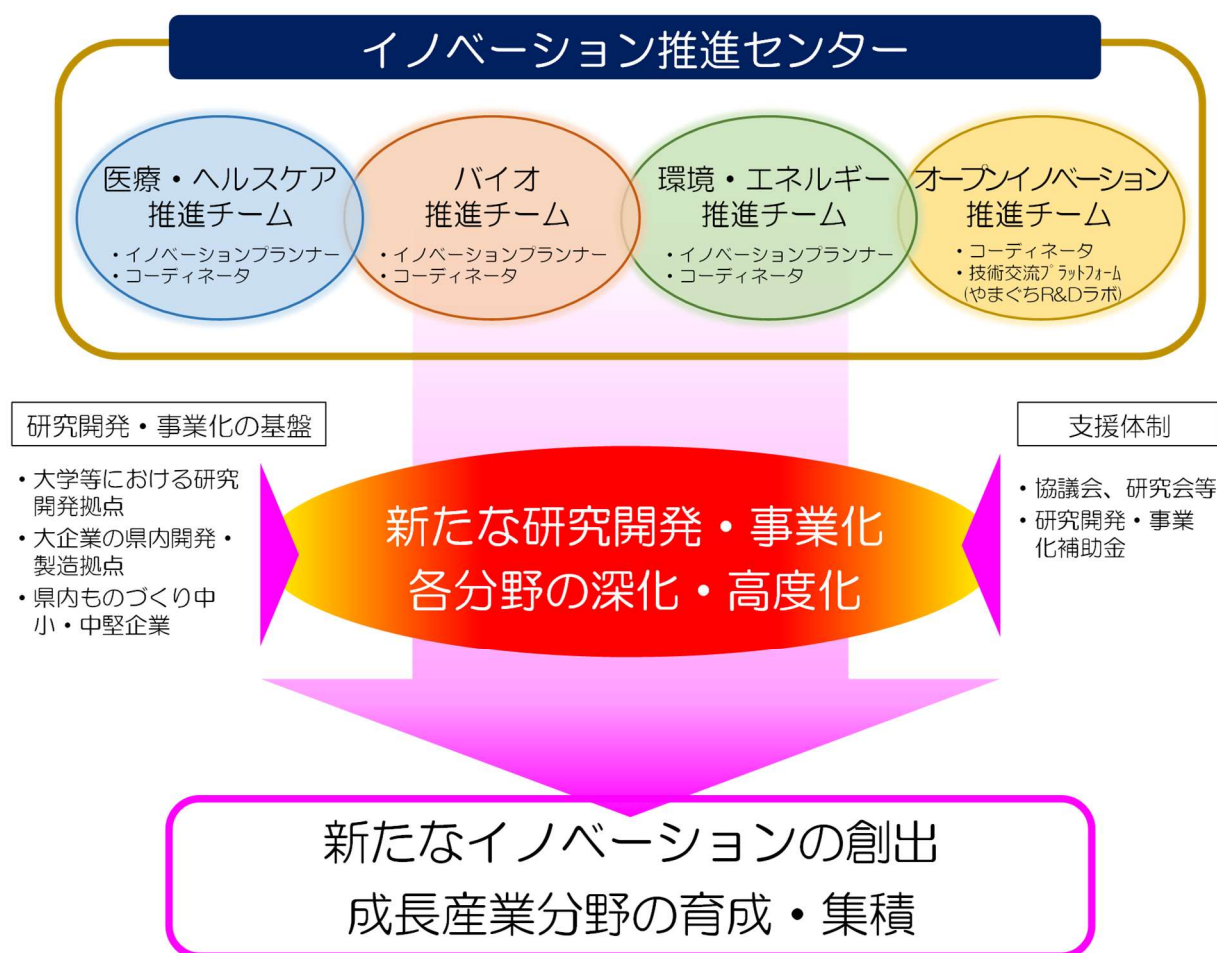 イノベーション推進センター
医療・ヘルスケア
推進チーム
・イノベーションプランナー
・コーディネータ
バイオ
推進チーム
・イノベーションプランナー
・コーディネータ
環境・エネルギー
推進チーム
・イノベーションプランナー
・コーディネータ
オープンイノベーション
推進チーム
・コーディネータ
・技術交流ﾌﾟﾗｯﾄﾌｫｰﾑ
(やまぐちR&Dラボ)
研究開発・事業化の基盤
・大学等における研究
開発拠点
・大企業の県内開発・
製造拠点
・県内ものづくり中
小・中堅企業
新たな研究開発・事業化
各分野の深化・高度化
支援体制
・協議会、研究会等
・研究開発・事業
化補助金
新たなイノベーションの創出
成長産業分野の育成・集積